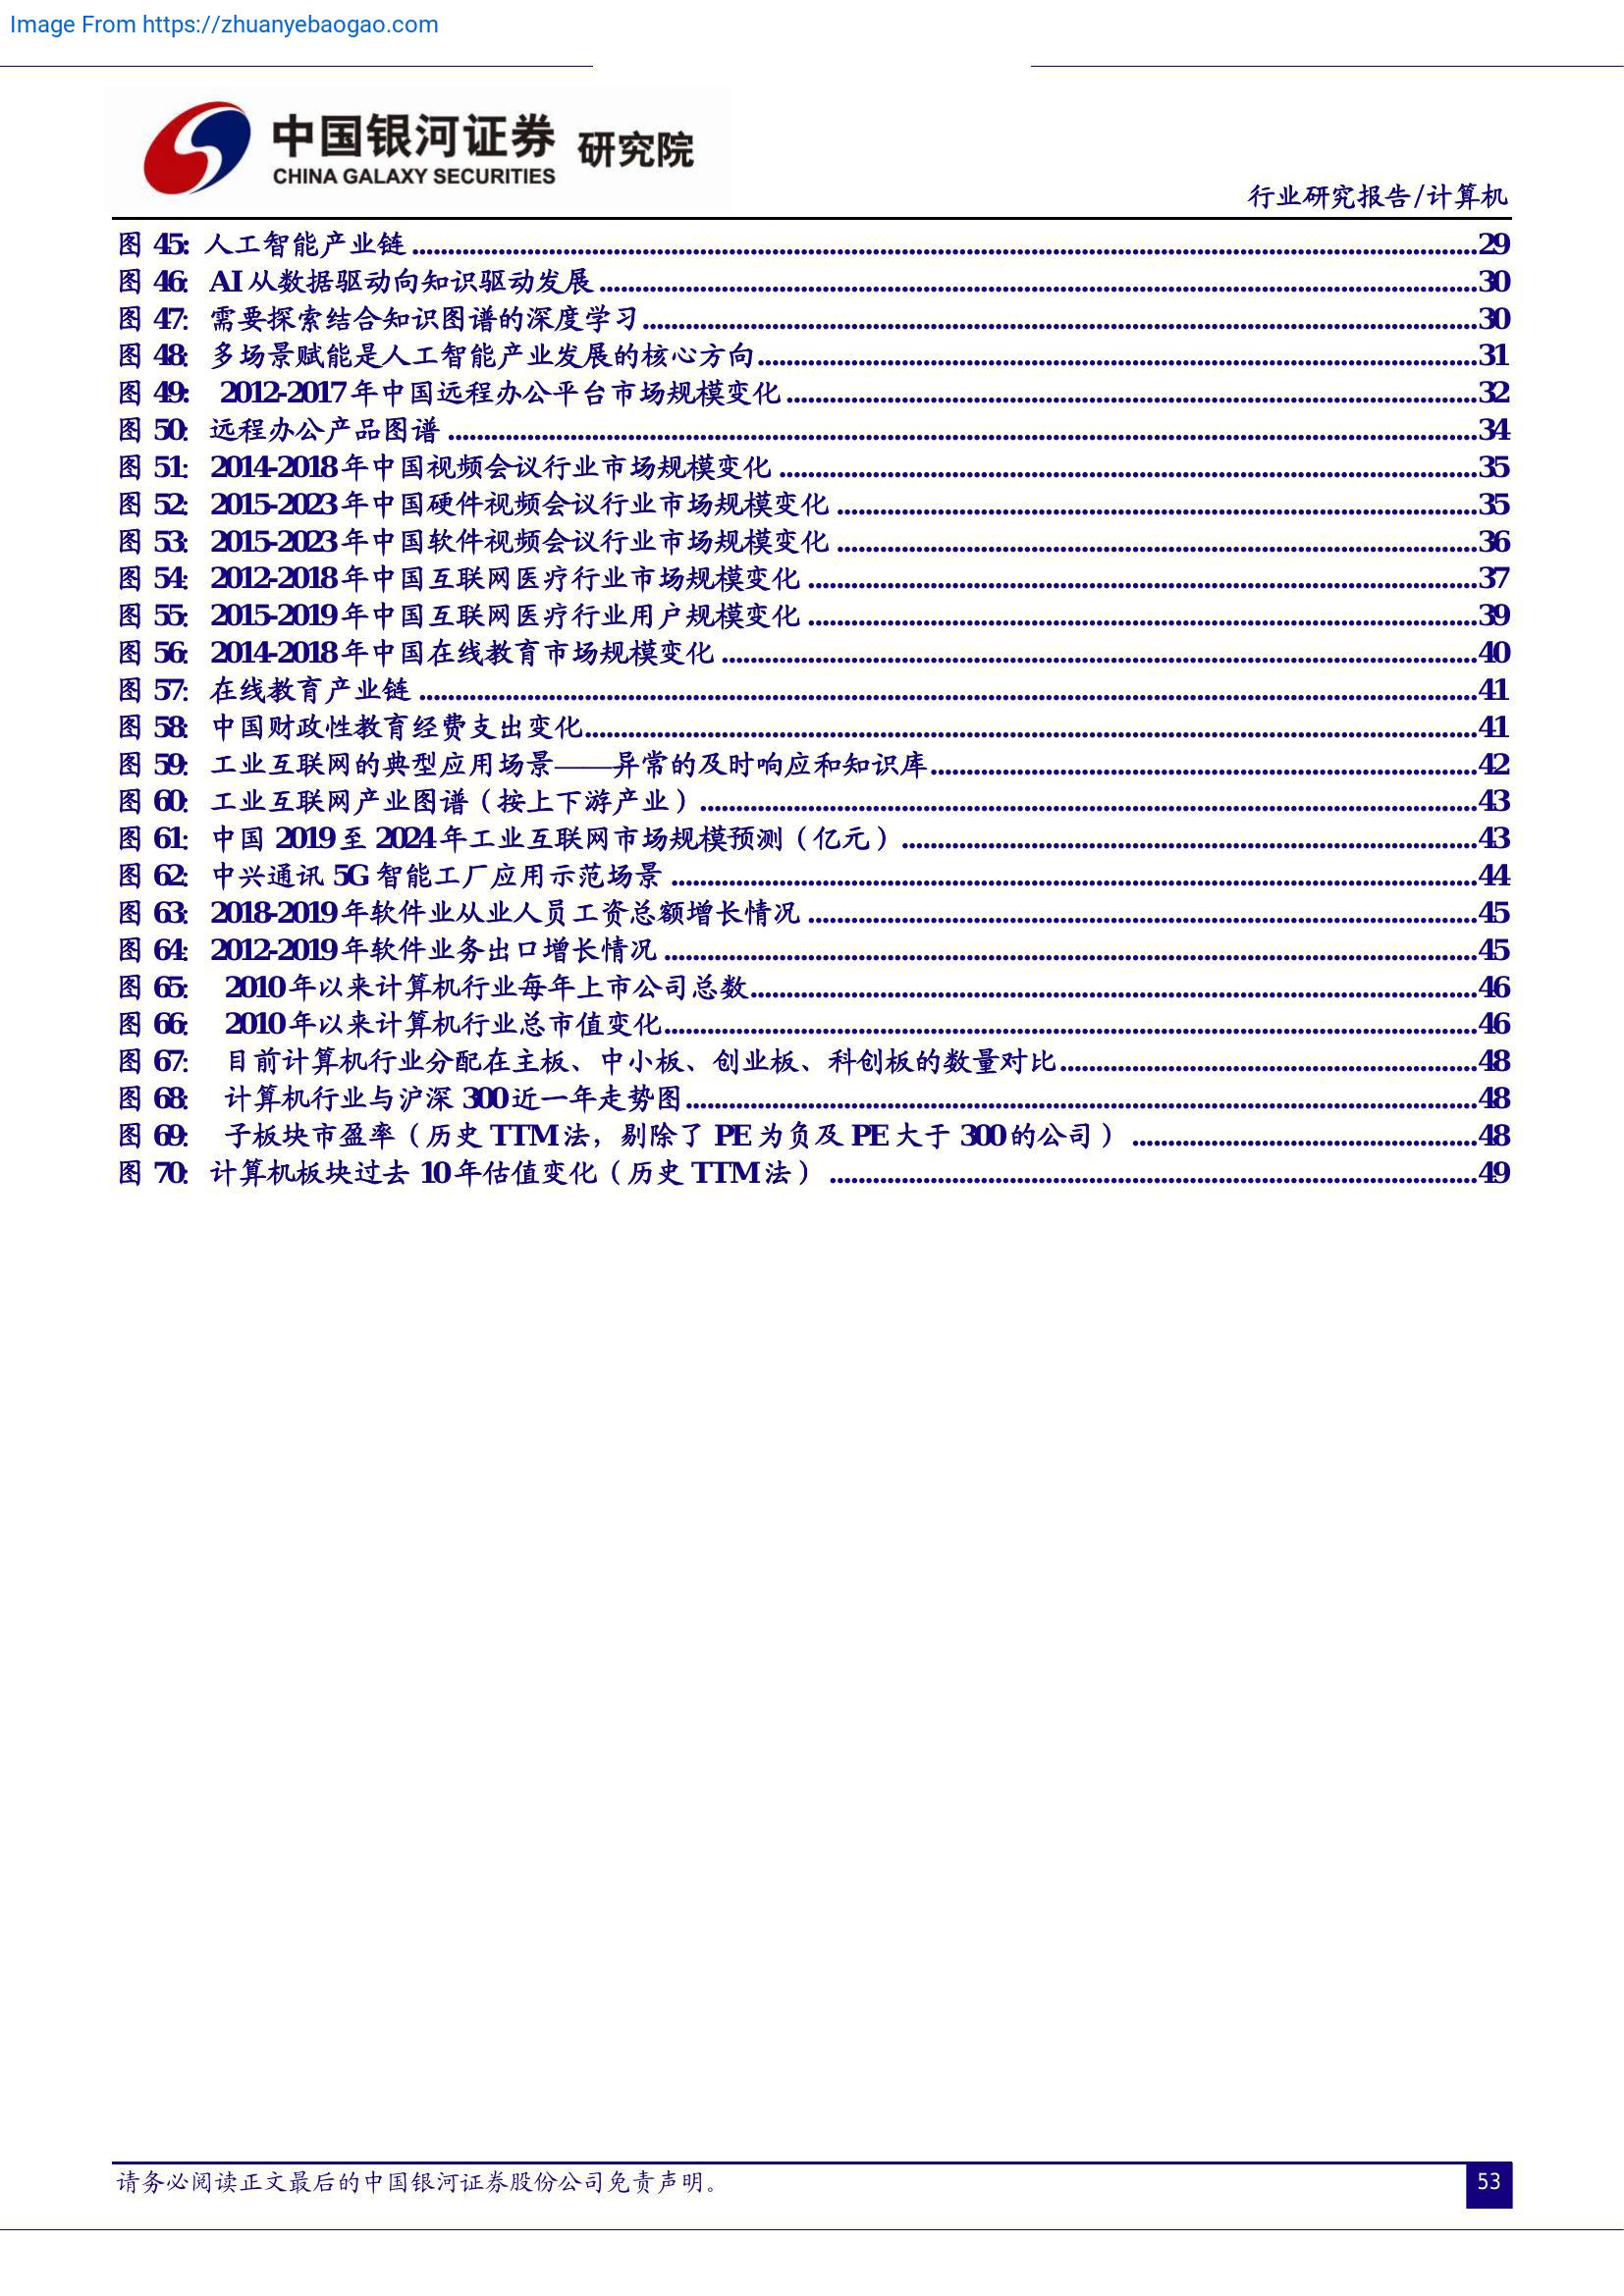 Image From https://zhuanyebaogao.com
中国银河证券 研究院
CHINA GALAXY SECURITIES
行业研究报告/计算机
图 45: 人工智能产业链 ........ 29
图 46: AI 从数据驱动向知识驱动发展 ........ 30
图 47: 需要探索结合知识图谱的深度学习 ........ 30
图 48: 多场景赋能是人工智能产业发展的核心方向 ........ 31
图 49: 2012-2017 年中国远程办公平台市场规模变化 ........ 32
图 50: 远程办公产品图谱 ........ 34
图 51: 2014-2018 年中国视频会议行业市场规模变化 ........ 35
图 52: 2015-2023 年中国硬件视频会议行业市场规模变化 ........ 35
图 53: 2015-2023 年中国软件视频会议行业市场规模变化 ........ 36
图 54: 2012-2018 年中国互联网医疗行业市场规模变化 ........ 37
图 55: 2015-2019 年中国互联网医疗行业用户规模变化 ........ 39
图 56: 2014-2018 年中国在线教育市场规模变化 ........ 40
图 57: 在线教育产业链 ........ 41
图 58: 中国财政性教育经费支出变化 ........ 41
图 59: 工业互联网的典型应用场景——异常的及时响应和知识库 ........ 42
图 60: 工业互联网产业图谱（按上下游产业） ........ 43
图 61: 中国 2019 至 2024 年工业互联网市场规模预测（亿元） ........ 43
图 62: 中兴通讯 5G 智能工厂应用示范场景 ........ 44
图 63: 2018-2019 年软件业从业人员工资总额增长情况 ........ 45
图 64: 2012-2019 年软件业务出口增长情况 ........ 45
图 65: 2010 年以来计算机行业每年上市公司总数 ........ 46
图 66: 2010 年以来计算机行业总市值变化 ........ 46
图 67: 目前计算机行业分配在主板、中小板、创业板、科创板的数量对比 ........ 48
图 68: 计算机行业与沪深 300 近一年走势图 ........ 48
图 69: 子板块市盈率（历史 TTM 法，剔除了 PE 为负及 PE 大于 300 的公司） ........ 48
图 70: 计算机板块过去 10 年估值变化（历史 TTM 法） ........ 49
请务必阅读正文最后的中国银河证券股份公司免责声明。
53